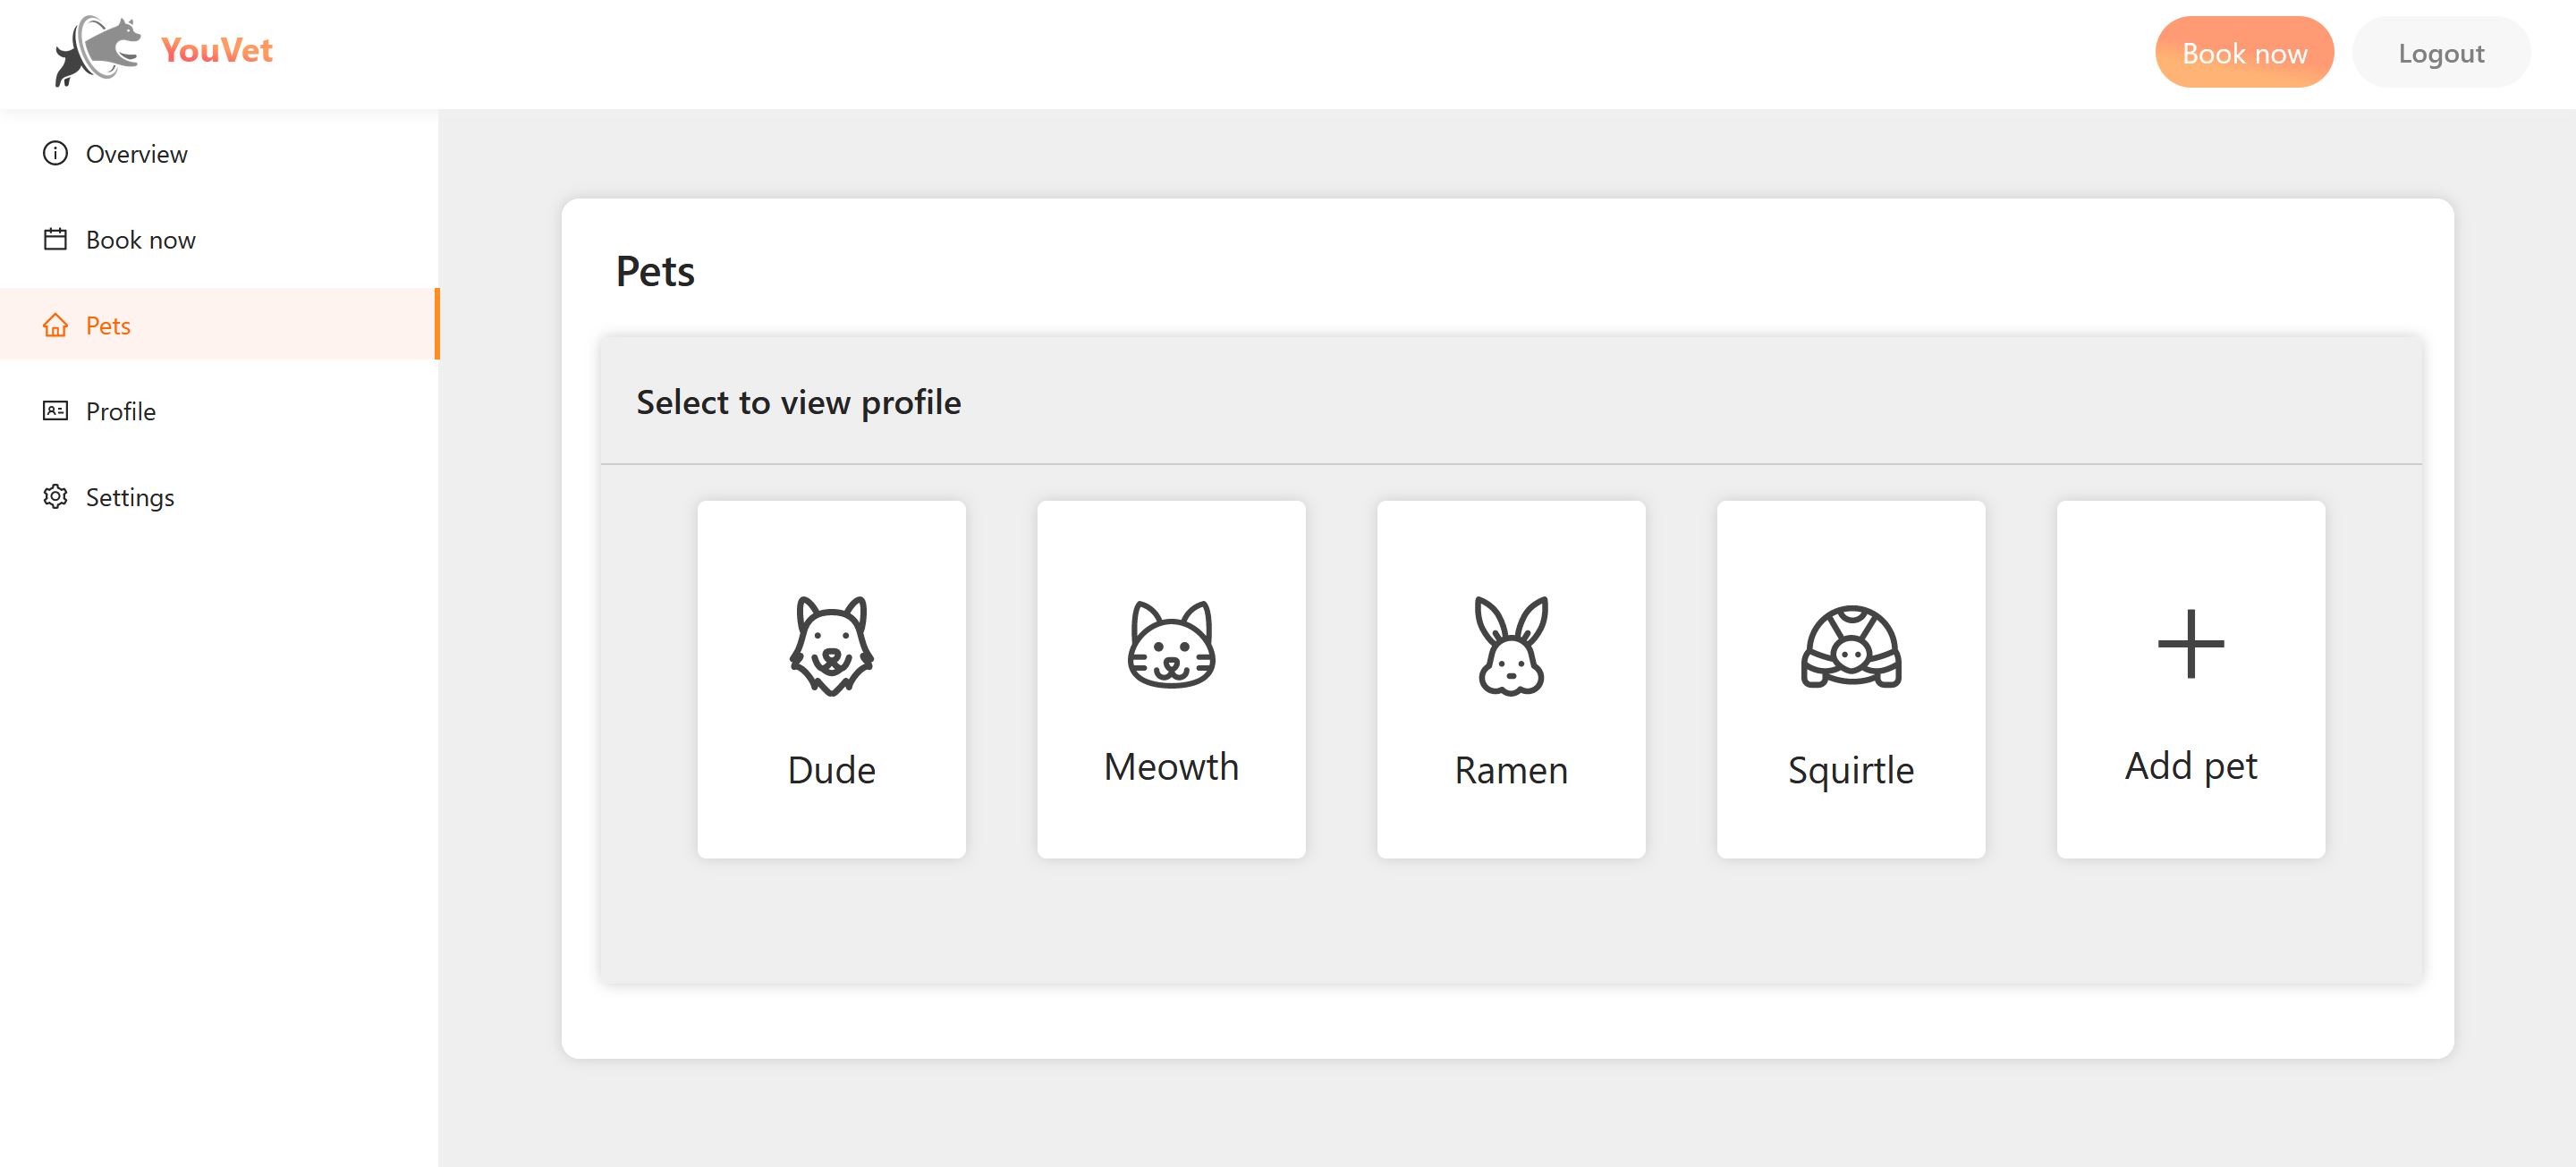 YouVet
Book now
Logout
Overview
Book now
Pets
Profile
Settings
Pets
Select to view profile
Dude
Meowth
Ramen
Squirtle
Add pet